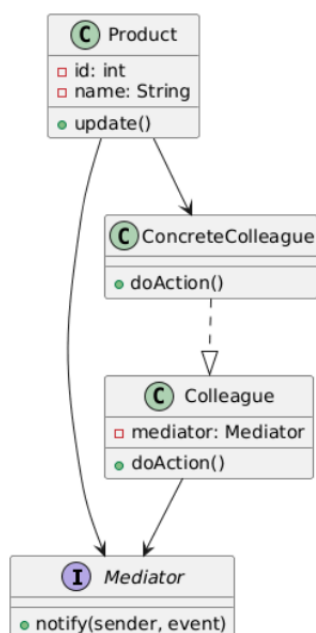 C Product
id: int
name: String
update()
C ConcreteColleague
doAction()
C Colleague
mediator: Mediator
doAction()
I Mediator
notify(sender, event)